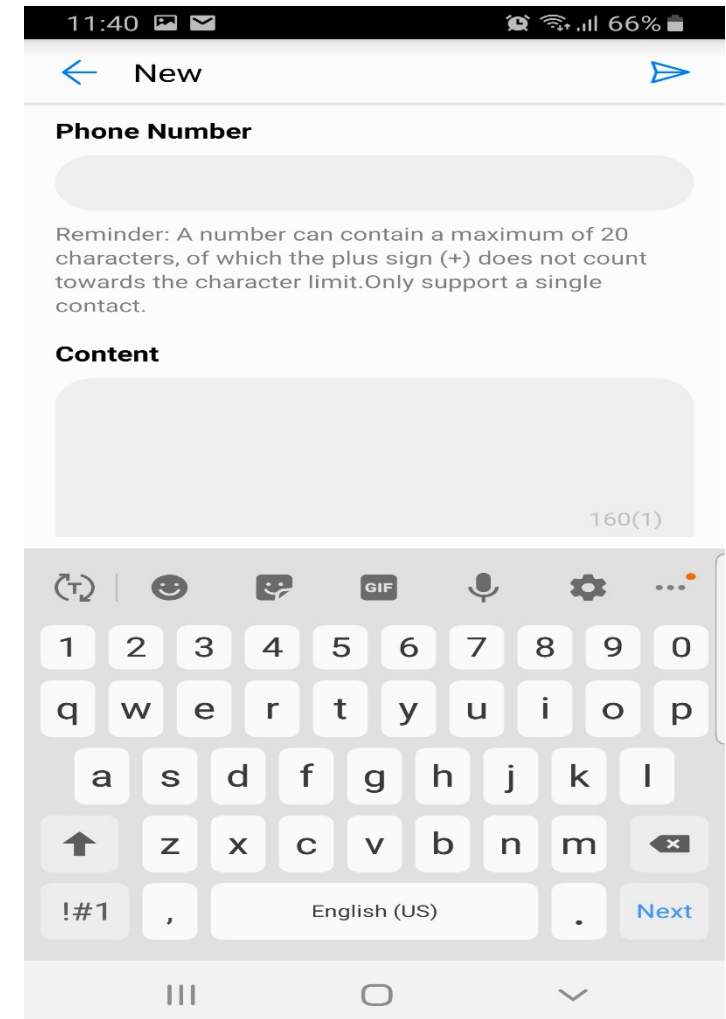 11:40 66%
New
Phone Number
Reminder: A number can contain a maximum of 20
characters, of which the plus sign (+) does not count
towards the character limit.Only support a single
contact.
Content
160(1)
T GIF
1 2 3 4 5 6 7 8 9 0
q w e r t y u i o p
a s d f g h j k l
z x c v b n m
!#1 , English (US) . Next